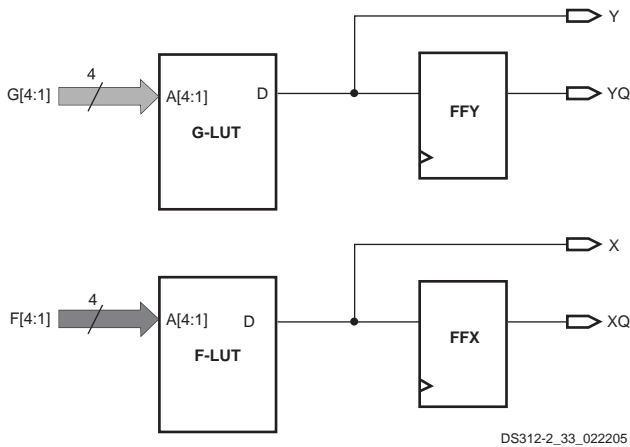 Y
4
G[4:1]
A[4:1]
D
YQ
FFY
G-LUT
X
4
F[4:1]
A[4:1]
D
XQ
FFX
F-LUT
DS312-2_33_022205